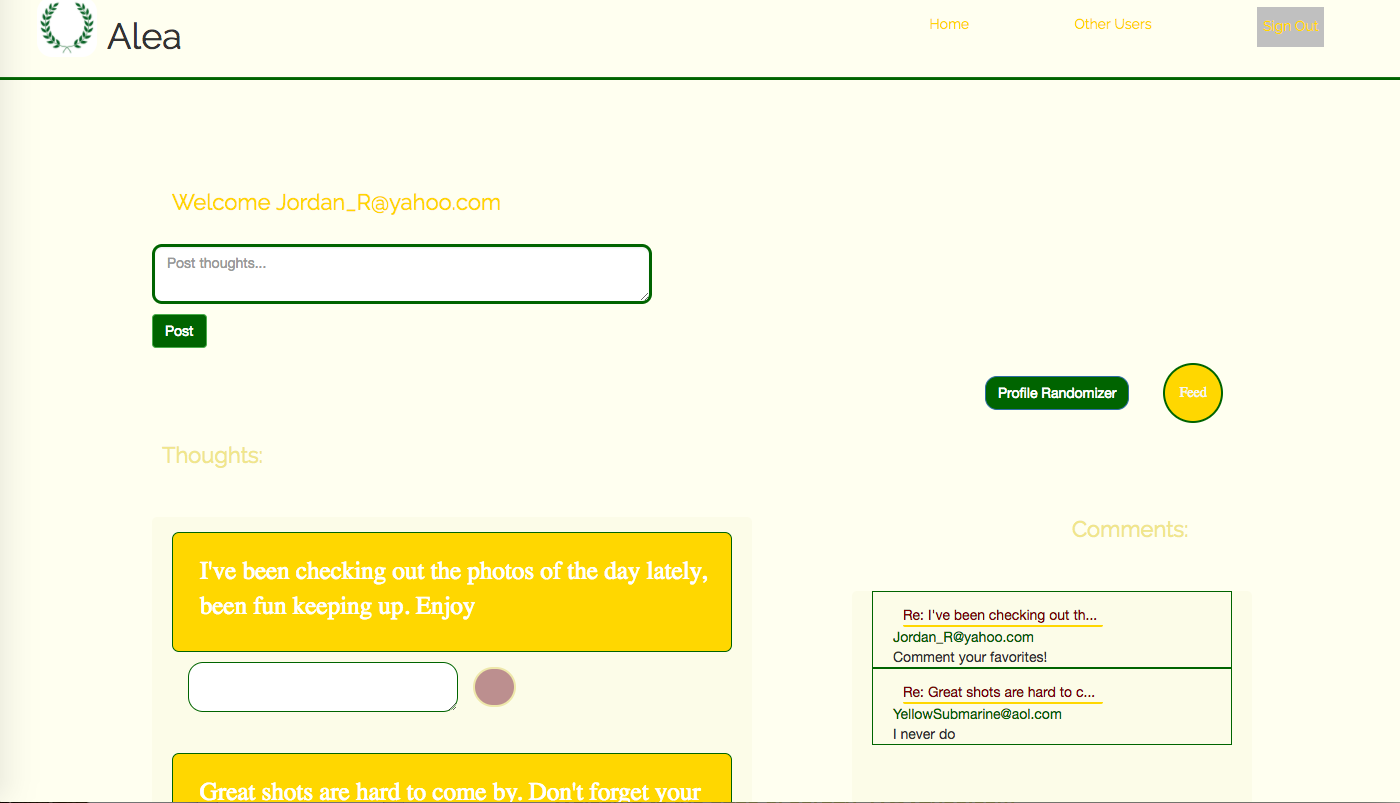 Alea
Home
Other Users
Sign Out
Welcome Jordan_R@yahoo.com
Post thoughts...
Post
Profile Randomizer
Feed
Thoughts:
I've been checking out the photos of the day lately,
been fun keeping up. Enjoy
Great shots are hard to come by. Don't forget your
Comments:
Re: I've been checking out th...
Jordan_R@yahoo.com
Comment your favorites!
Re: Great shots are hard to c...
YellowSubmarine@aol.com
I never do